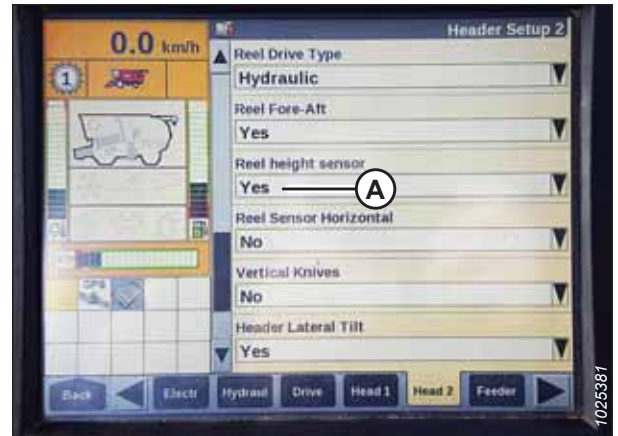 0.0 km/h
Header Setup 2
1
Reel Drive Type
Hydraulic
Reel Fore-Aft
Yes
Reel height sensor
Yes
A
Reel Sensor Horizontal
No
Vertical Knives
No
GPS
Header Lateral Tilt
Yes
Back
Electr
Hydraul
Drive
Head 1
Head 2
Feeder
1025381